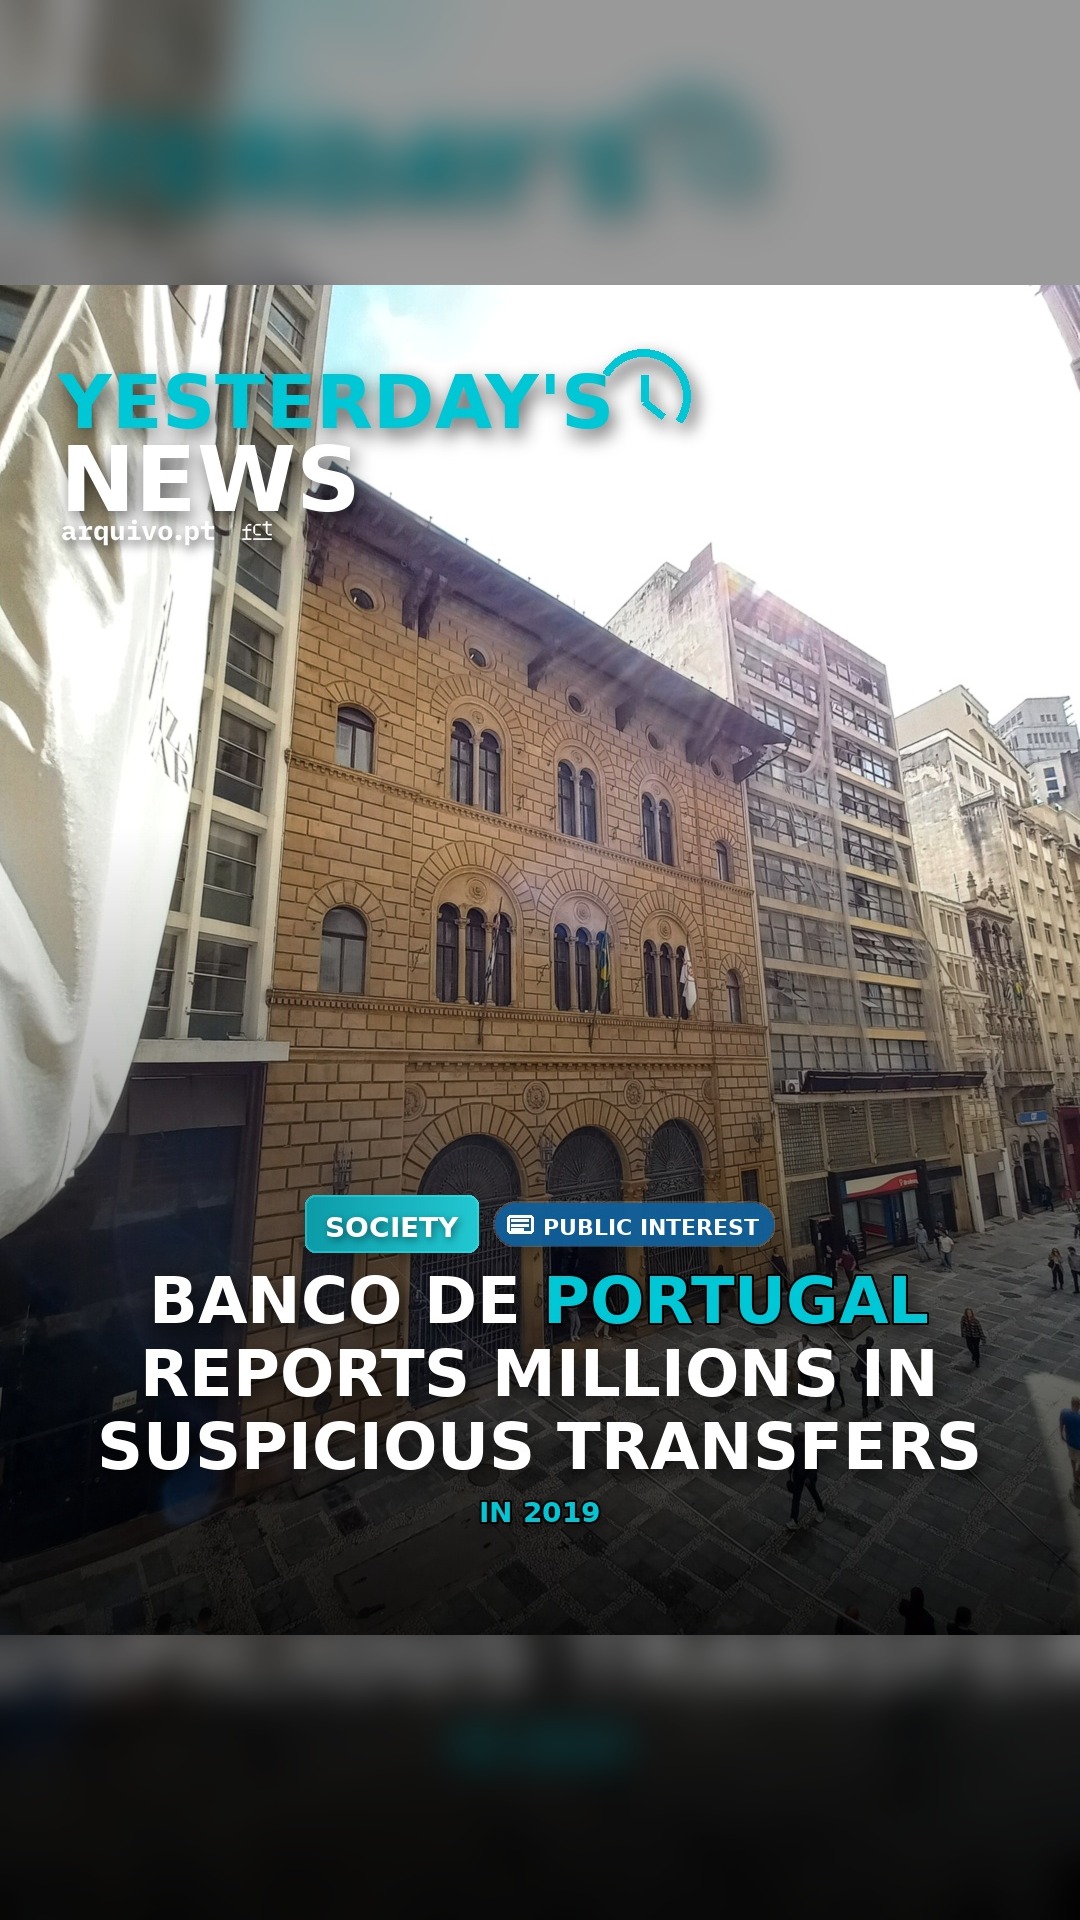 YESTERDAY'S
NEWS
arquivo.pt fct
SOCIETY PUBLIC INTEREST
BANCO DE PORTUGAL
REPORTS MILLIONS IN
SUSPICIOUS TRANSFERS
IN 2019